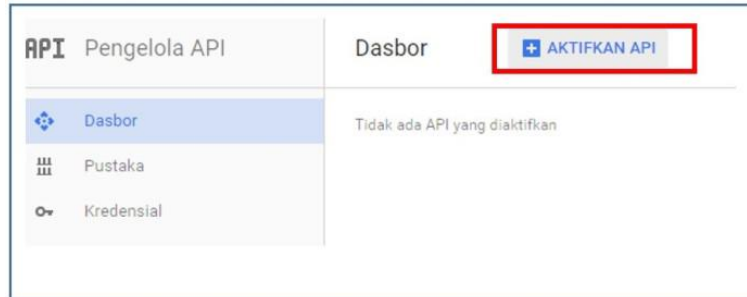 API Pengelola API
Dasbor
AKTIFKAN API
Dasbor
Pustaka
Kredensial
Tidak ada API yang diaktifkan